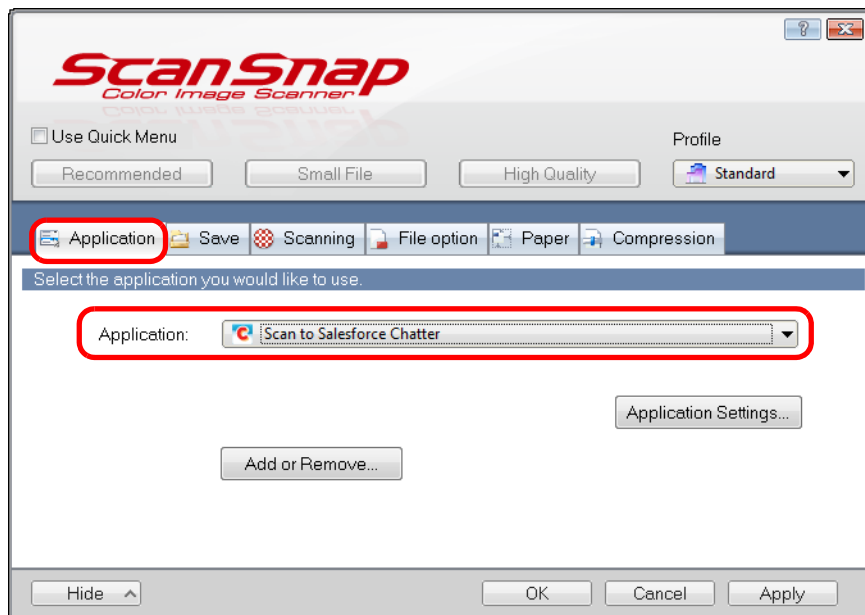 ScanSnap
Color Image Scanner
Use Quick Menu
Profile
Recommended Small File High Quality Standard
Application Save Scanning File option Paper Compression
Select the application you would like to use.
Application: Scan to Salesforce Chatter
Application Settings...
Add or Remove...
Hide OK Cancel Apply